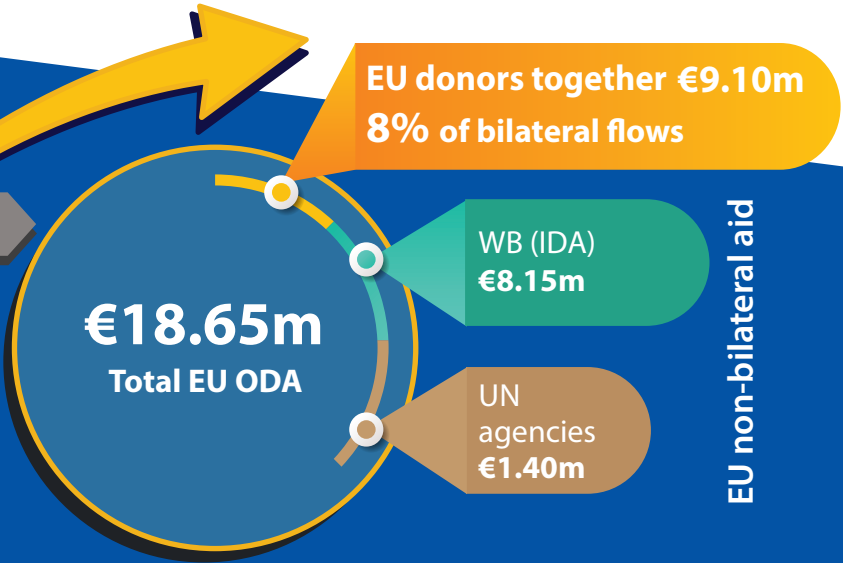 EU donors together €9.10m
8% of bilateral flows
WB (IDA)
€8.15m
€18.65m
Total EU ODA
UN
agencies
€1.40m
EU non-bilateral aid